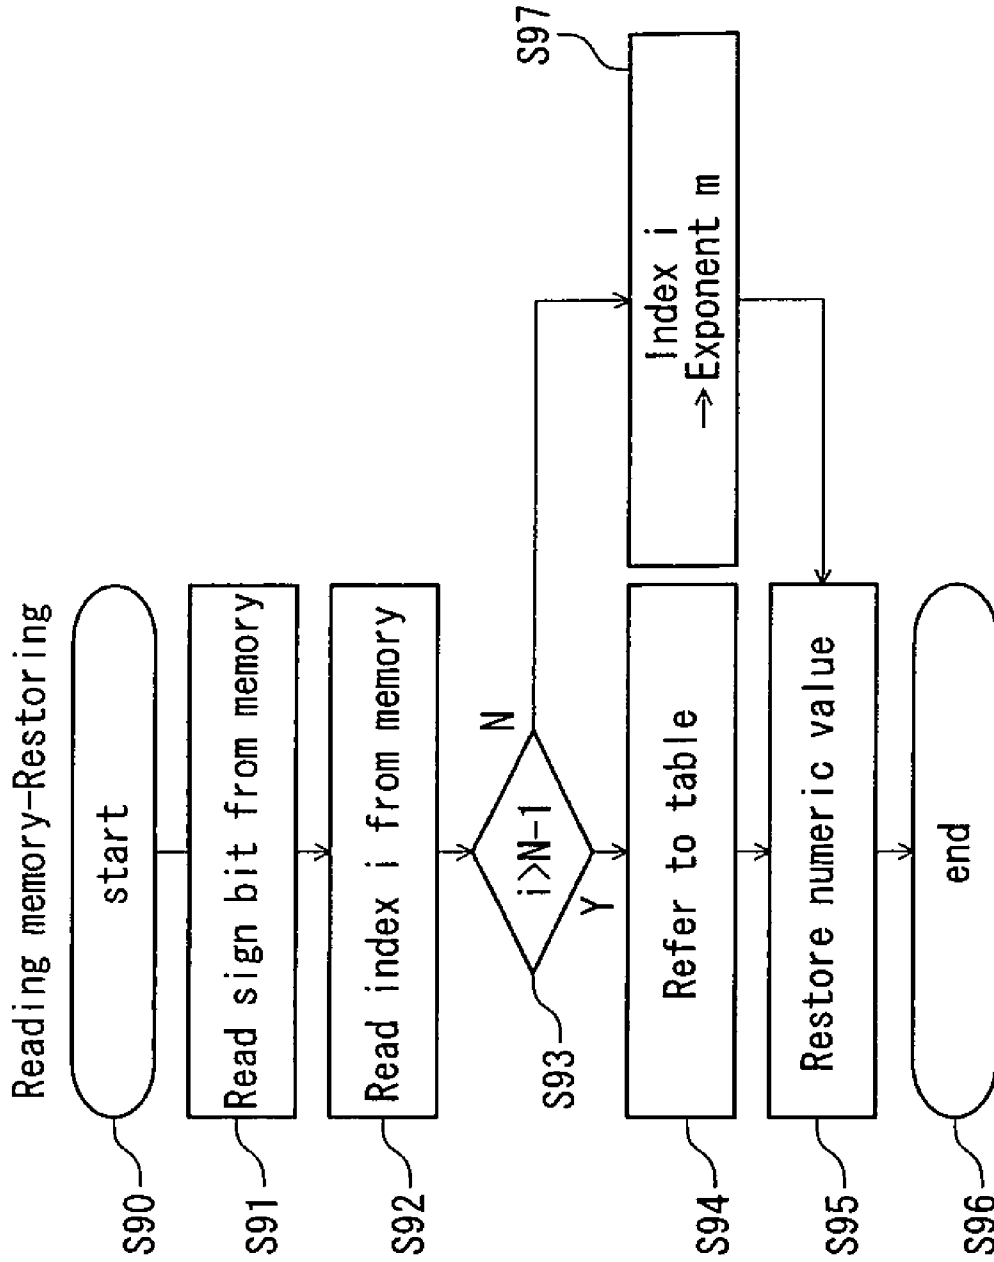 Reading memory-Restoring
S90
start
S91
Read sign bit from memory
S92
Read index i from memory
S93
i>N-1
N
Y
S94
Refer to table
S97
Index i
→Exponent m
S95
Restore numeric value
S96
end